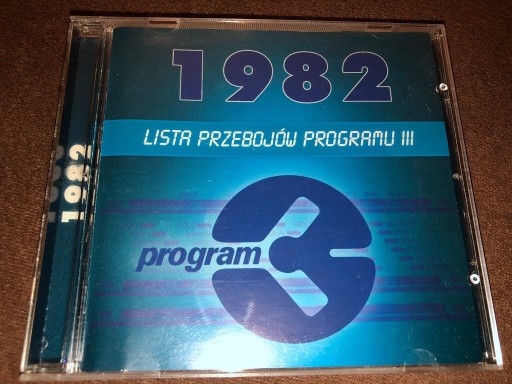 1982
LISTA PRZEBOJÓW PROGRAMU III
program 3
1982